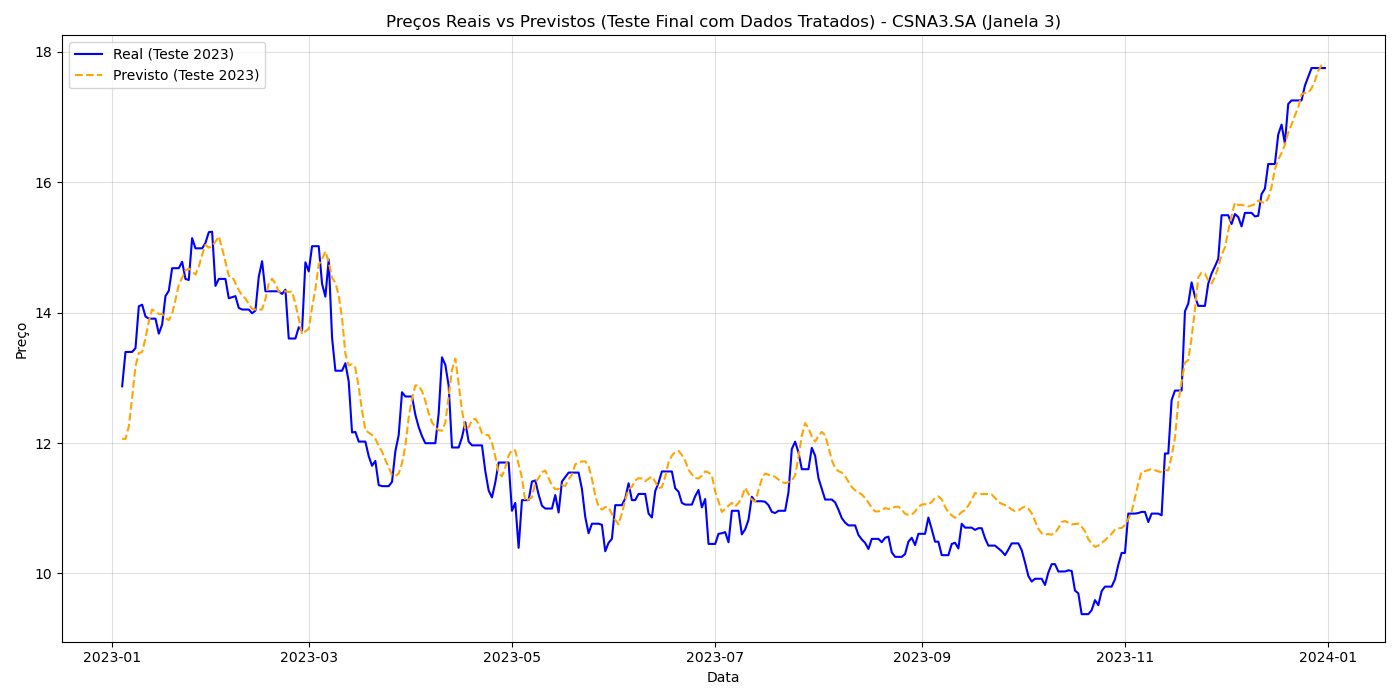 Preços Reais vs Previstos (Teste Final com Dados Tratados) - CSNA3.SA (Janela 3)
Real (Teste 2023)
Previsto (Teste 2023)
Preço
18
16
14
12
10
2023-01
2023-03
2023-05
2023-07
2023-09
2023-11
2024-01
Data